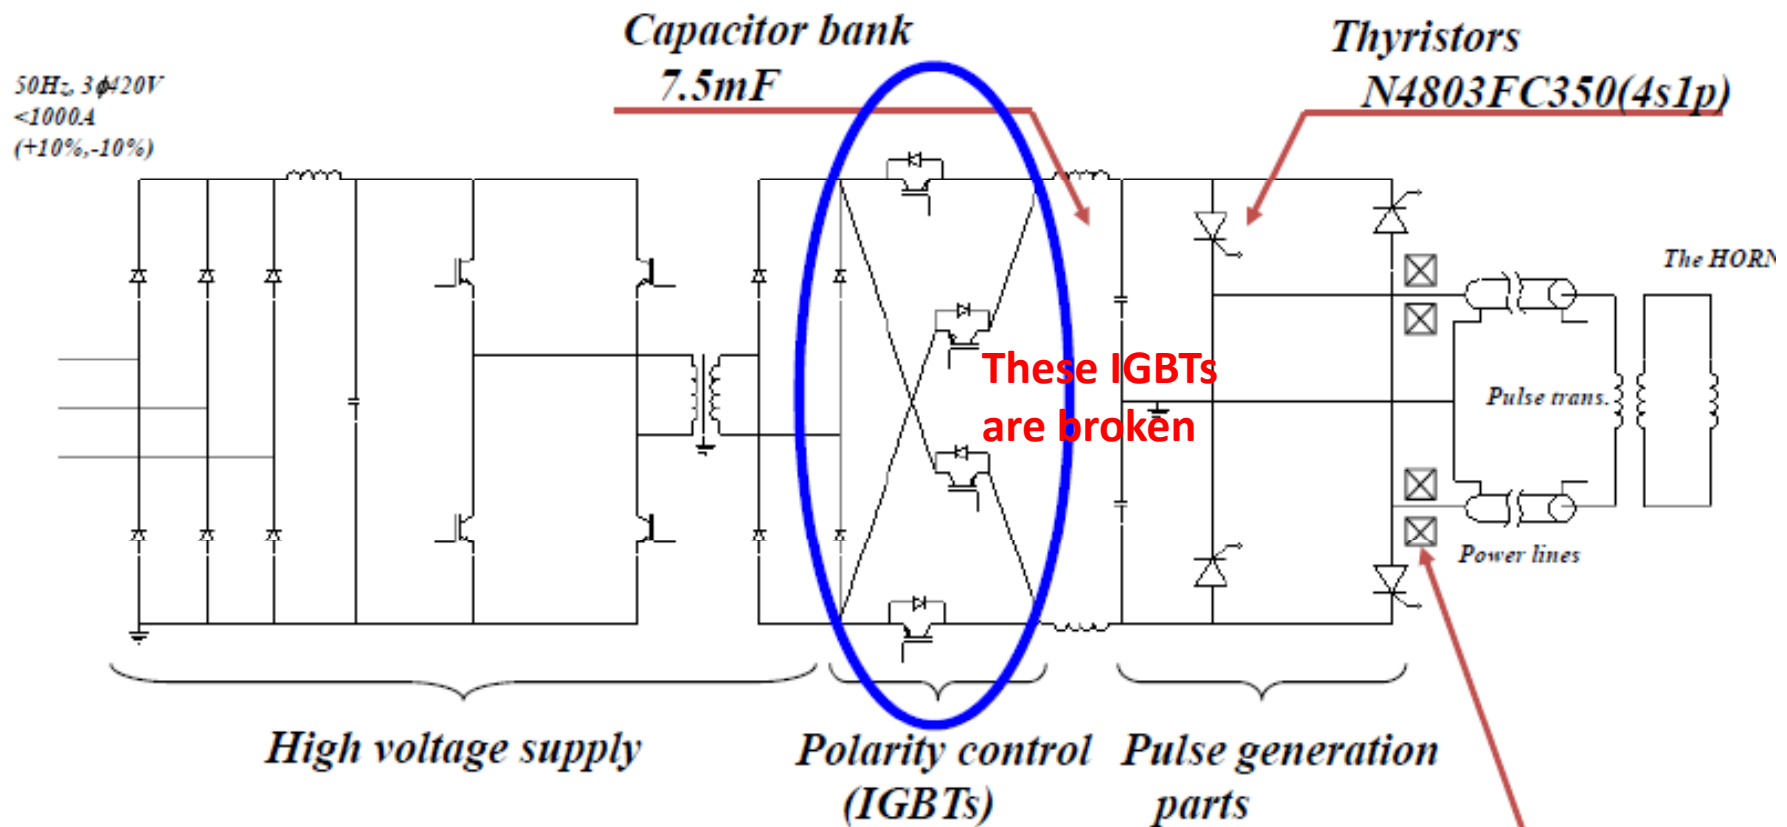 Capacitor bank
7.5mF
Thyristors
N4803FC350(4s1p)
50Hz, 3ϕ420V
<1000A
(+10%,-10%)
The HORN
These IGBTs
are broken
Pulse trans.
Power lines
High voltage supply
Polarity control
(IGBTs)
Pulse generation
parts